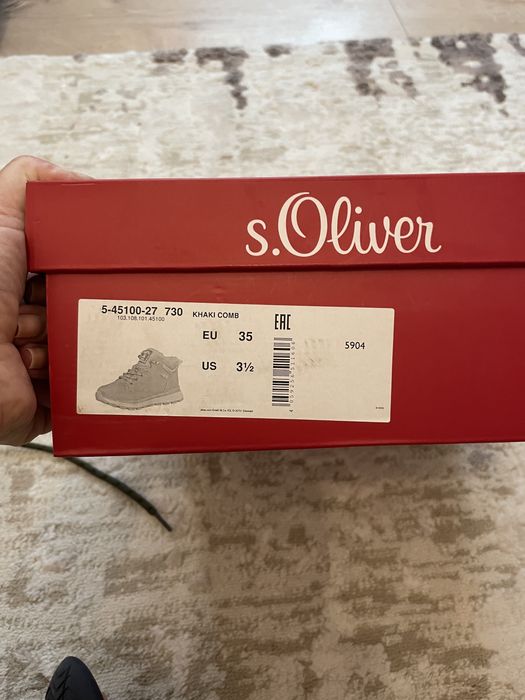 s.Oliver
5-45100-27 730 KHAKI COMB
103.108.101.45100
EAC
EU 35
5904
US 3½